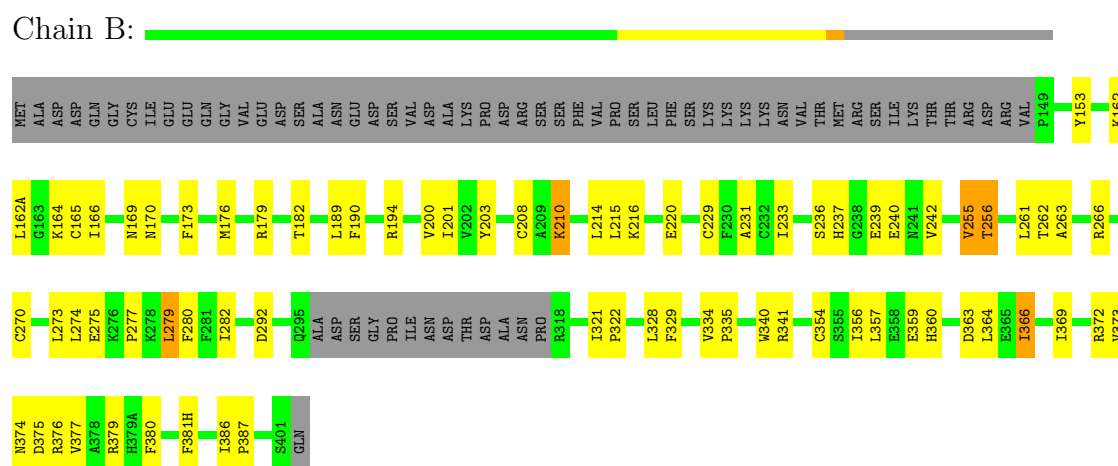 Chain B:
MET ALA ASP ASP GLN GLY CYS ILE GLU GLU GLN GLY VAL GLU ASP SER ALA ASN GLU ASP SER VAL ASP ALA LYS PRO ASP ARG SER SER PHE VAL PRO SER LEU PHE SER LYS LYS LYS LYS ASN VAL THR MET ARG SER ILE LYS THR THR ARG ASP ARG VAL P149 Y153
L162A G163 K164 C165 I166 N169 N170 F173 M176 R179 T182 L189 F190 R194 V200 I201 V202 Y203 C208 A209 K210 L214 L215 K216 E220 C229 F230 A231 C232 I233 S236 H237 G238 E239 E240 N241 V242 V255 T256 L261 T262 A263 R266
C270 L273 L274 E275 K276 P277 K278 L279 F280 F281 I282 D292 Q295 ALA ASP SER GLY PRO ILE ASN ASP THR ASP ALA ASN PRO R318 I321 P322 L328 F329 V334 P335 W340 R341 C354 S355 I356 L357 E358 E359 H360 D363 L364 E365 I366 I369 R372
N374 D375 R376 V377 A378 R379 H379A F380 F381H I386 P387 S401 GLN